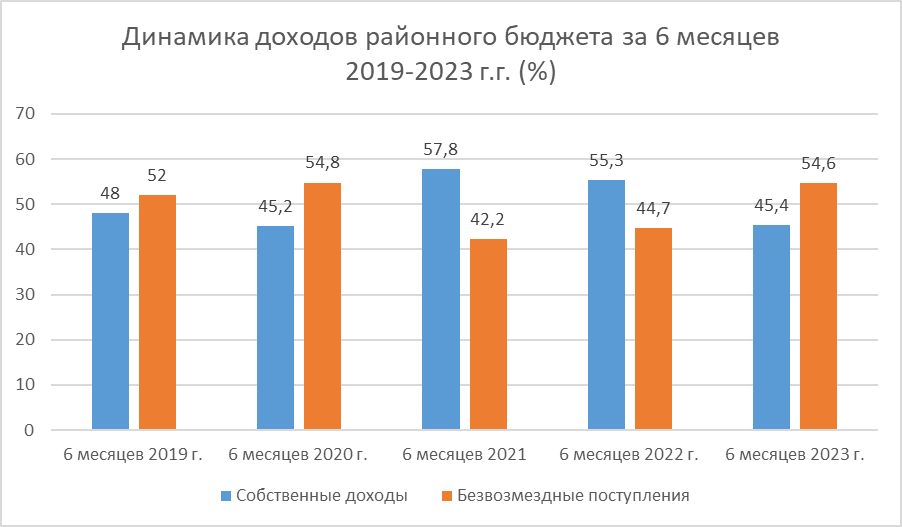 Динамика доходов районного бюджета за 6 месяцев
2019-2023 г.г. (%)
70
60
50
40
30
20
10
0
48
52
45,2
54,8
57,8
42,2
55,3
44,7
45,4
54,6
6 месяцев 2019 г.
6 месяцев 2020 г.
6 месяцев 2021
6 месяцев 2022 г.
6 месяцев 2023 г.
Собственные доходы
Безвозмездные поступления